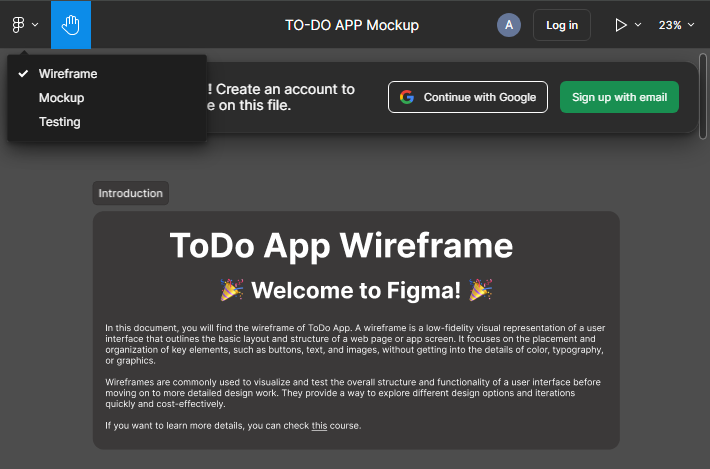 TO-DO APP Mockup
A
Log in
23%
Wireframe
Mockup
Testing
! Create an account to
e on this file.
Continue with Google
Sign up with email
Introduction
ToDo App Wireframe
🎉 Welcome to Figma! 🎉
In this document, you will find the wireframe of ToDo App. A wireframe is a low-fidelity visual representation of a user
interface that outlines the basic layout and structure of a web page or app screen. It focuses on the placement and
organization of key elements, such as buttons, text, and images, without getting into the details of color, typography,
or graphics.
Wireframes are commonly used to visualize and test the overall structure and functionality of a user interface before
moving on to more detailed design work. They provide a way to explore different design options and iterations
quickly and cost-effectively.
If you want to learn more details, you can check this course.